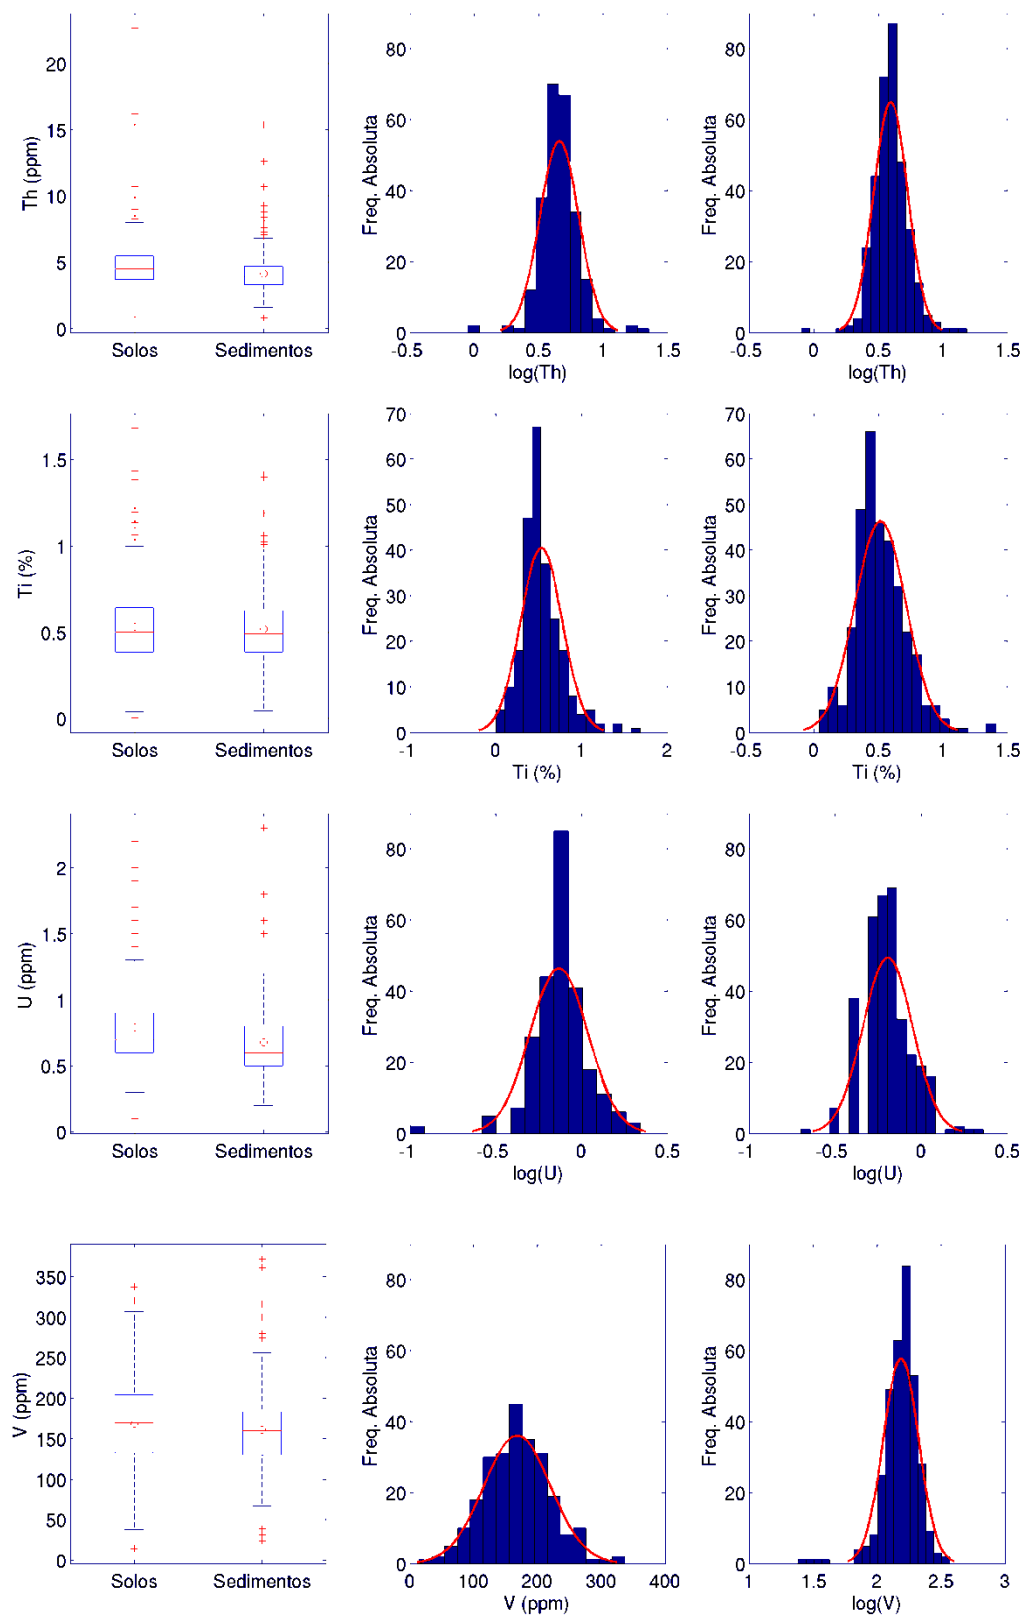 Th (ppm)
20
15
10
5
0
Solos Sedimentos
Freq. Absoluta
80
60
40
20
0
-0.5 0 0.5 1 1.5
log(Th)
Freq. Absoluta
80
60
40
20
0
-0.5 0 0.5 1 1.5
log(Th)
Ti (%)
1.5
1
0.5
0
Solos Sedimentos
Freq. Absoluta
70
60
50
40
30
20
10
0
-1 0 1 2
Ti (%)
Freq. Absoluta
70
60
50
40
30
20
10
0
-0.5 0 0.5 1 1.5
Ti (%)
U (ppm)
2
1.5
1
0.5
0
Solos Sedimentos
Freq. Absoluta
80
60
40
20
0
-1 -0.5 0 0.5
log(U)
Freq. Absoluta
80
60
40
20
0
-1 -0.5 0 0.5
log(U)
V (ppm)
350
300
250
200
150
100
50
0
Solos Sedimentos
Freq. Absoluta
80
60
40
20
0
0 100 200 300 400
V (ppm)
Freq. Absoluta
80
60
40
20
0
1 1.5 2 2.5 3
log(V)